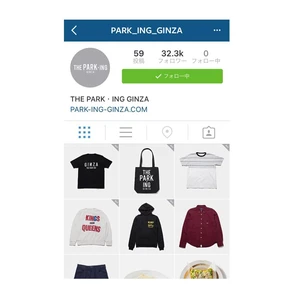 PARK_ING_GINZA
THE PARK･ING
GINZA
59
32.3k
0
投稿
フォロワー
フォロー中
フォロー中
THE PARK・ING GINZA
PARK-ING-GINZA.COM
GINZA
THE
PARK
ING
KINGS
QUEENS